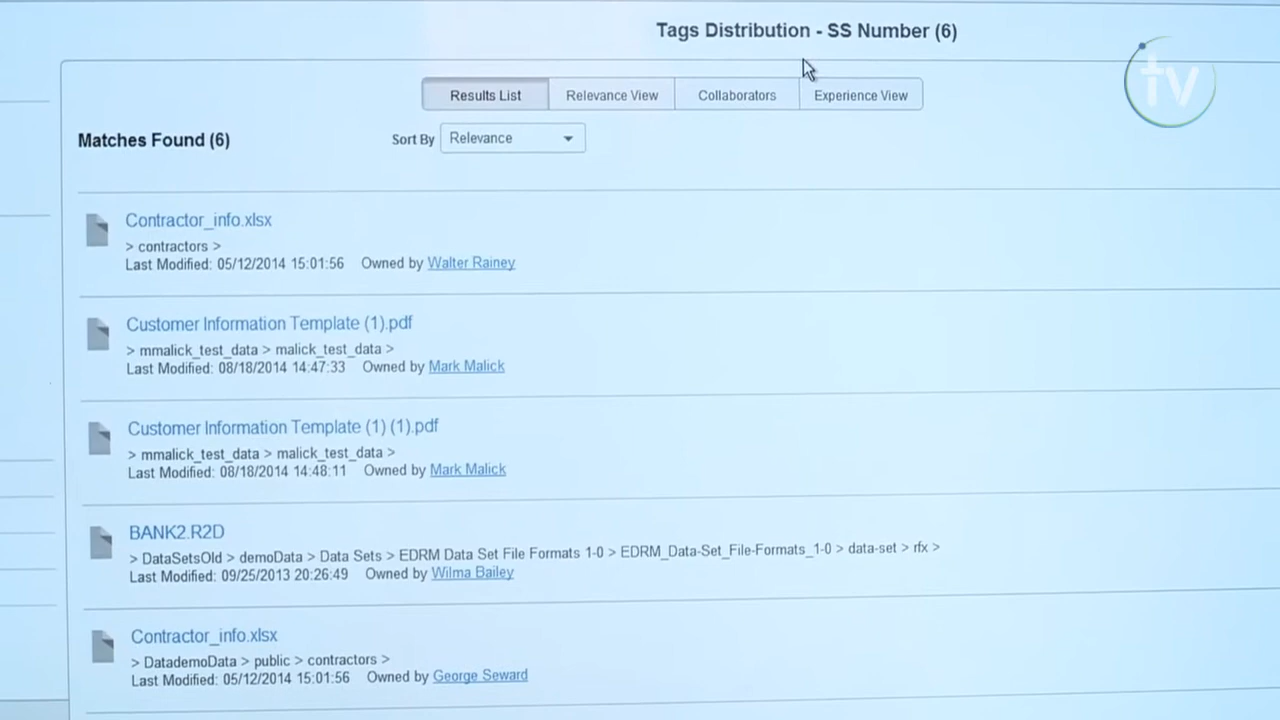 Tags Distribution - SS Number (6)
tv
Results List
Relevance View
Collaborators
Experience View
Matches Found (6)
Sort By
Relevance
Contractor_info.xlsx
> contractors >
Last Modified: 05/12/2014 15:01:56 Owned by Walter Rainey
Customer Information Template (1).pdf
> mmalick_test_data > malick_test_data >
Last Modified: 08/18/2014 14:47:33 Owned by Mark Malick
Customer Information Template (1) (1).pdf
> mmalick_test_data > malick_test_data >
Last Modified: 08/18/2014 14:48:11 Owned by Mark Malick
BANK2.R2D
> DataSetsOld > demoData > Data Sets > EDRM Data Set File Formats 1-0 > EDRM_Data-Set_File-Formats_1-0 > data-set > rfx >
Last Modified: 09/25/2013 20:26:49 Owned by Wilma Bailey
Contractor_info.xlsx
> DatademoData > public > contractors >
Last Modified: 05/12/2014 15:01:56 Owned by George Seward